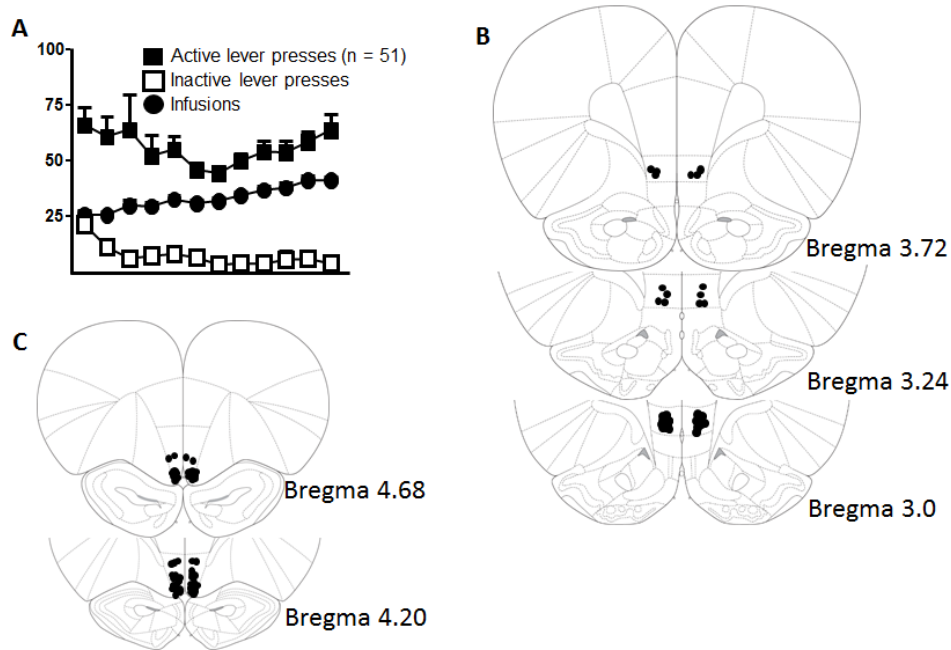 A
100
75
50
25
Active lever presses (n = 51)
Inactive lever presses
Infusions
B
Bregma 3.72
Bregma 3.24
Bregma 3.0
C
Bregma 4.68
Bregma 4.20